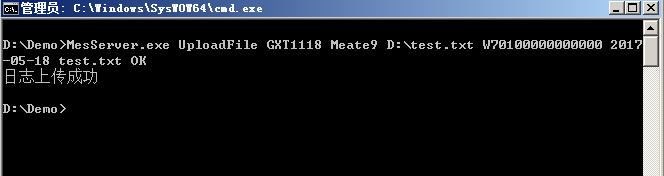 管理员: C:\Windows\SysWOW64\cmd.exe
D:\Demo>MesServer.exe UploadFile GXT1118 Meate9 D:\test.txt W70100000000000 2017
-05-18 test.txt OK
日志上传成功
D:\Demo>